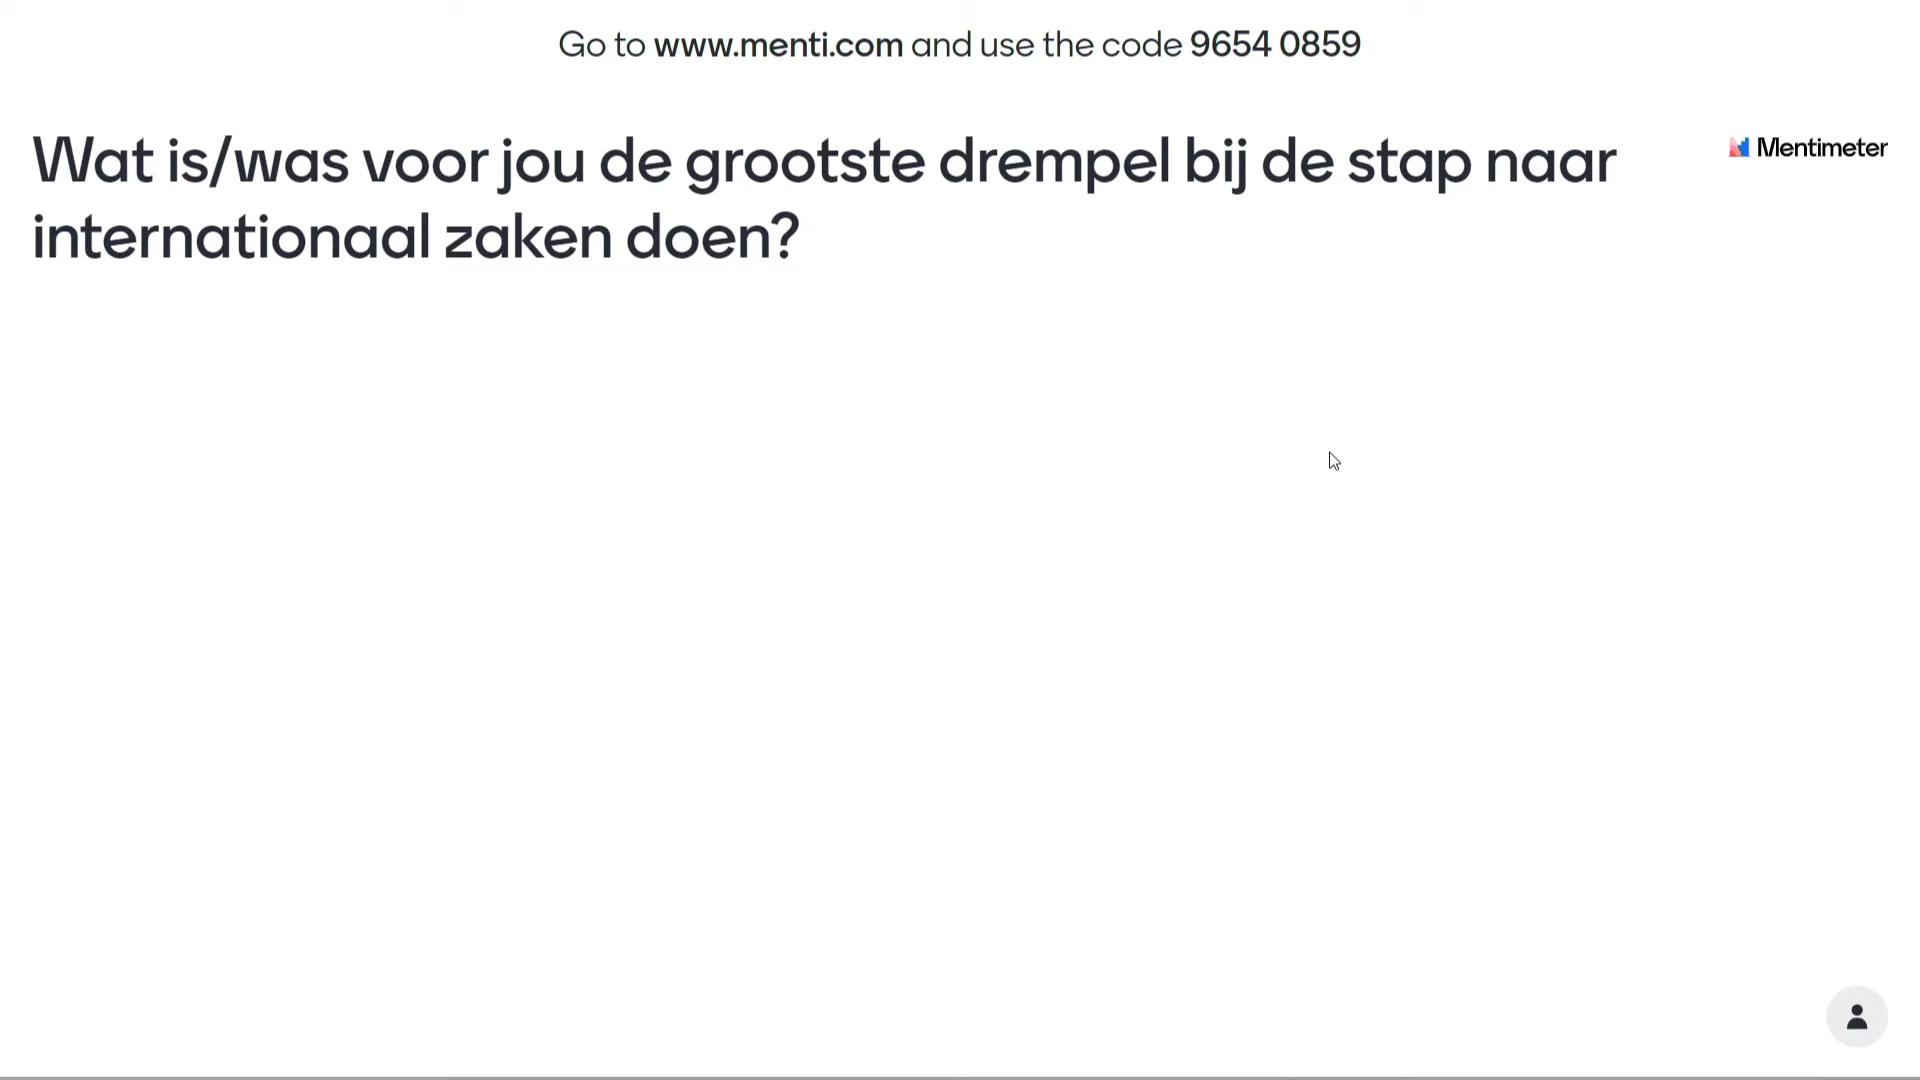 Go to www.menti.com and use the code 9654 0859
Wat is/was voor jou de grootste drempel bij de stap naar
internationaal zaken doen?
Mentimeter